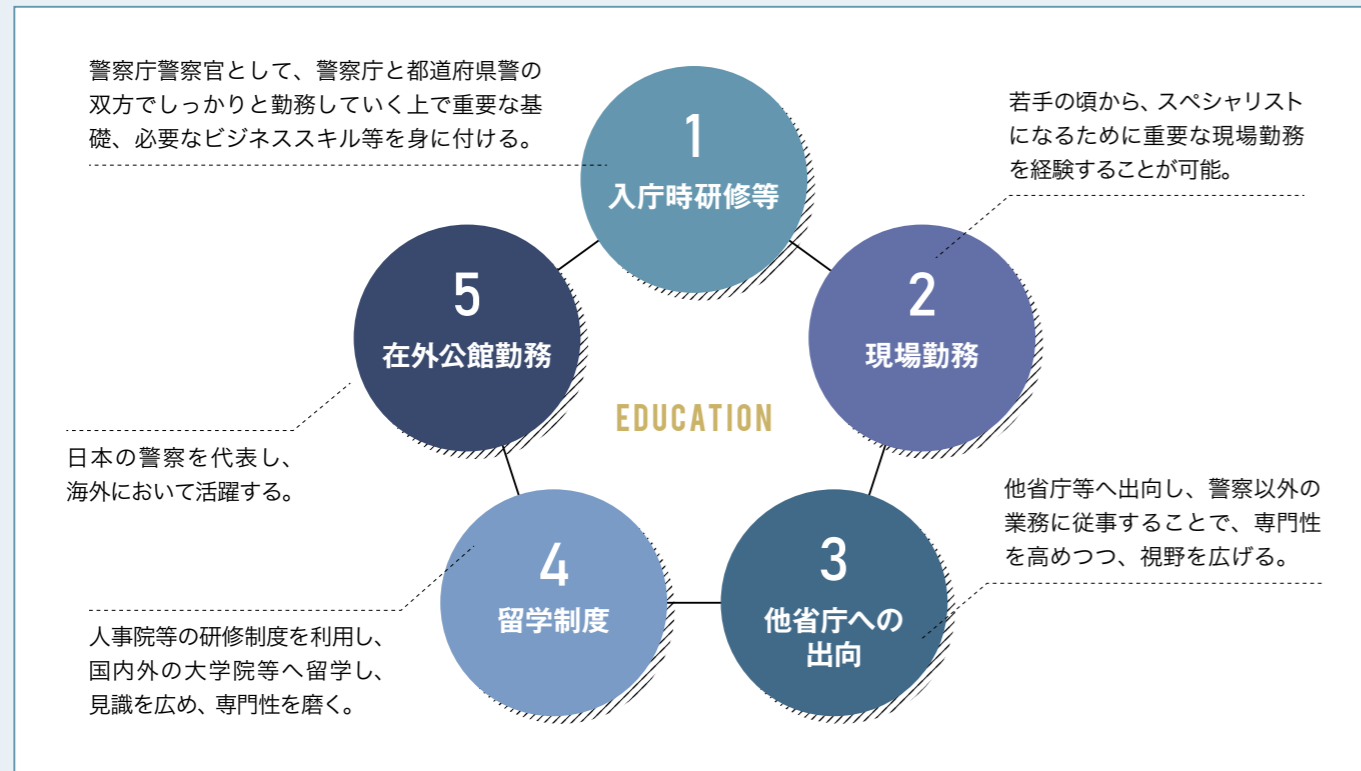 警察庁警察官として、警察庁と都道府県警の
双方でしっかりと勤務していく上で重要な基
礎、必要なビジネススキル等を身に付ける。
1
入庁時研修等
若手の頃から、スペシャリスト
になるために重要な現場勤務
を経験することが可能。
2
現場勤務
他省庁等へ出向し、警察以外の
業務に従事することで、専門性
を高めつつ、視野を広げる。
3
他省庁への
出向
4
留学制度
人事院等の研修制度を利用し、
国内外の大学院等へ留学し、
見識を広め、専門性を磨く。
5
在外公館勤務
日本の警察を代表し、
海外において活躍する。
EDUCATION